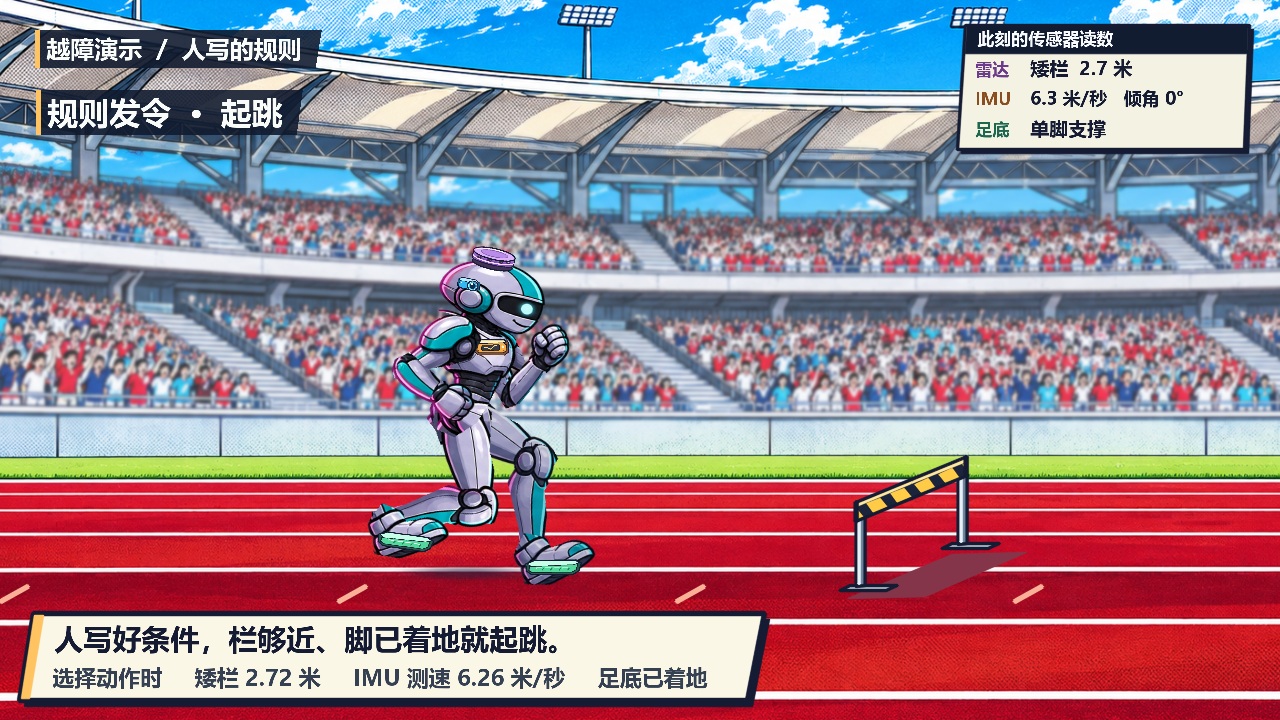 越障演示 / 人写的规则
规则发令 · 起跳
此刻的传感器读数
雷达 矮栏 2.7 米
IMU 6.3 米/秒 倾角 0°
足底 单脚支撑
人写好条件，栏够近、脚已着地就起跳。
选择动作时 矮栏 2.72 米 IMU 测速 6.26 米/秒 足底已着地